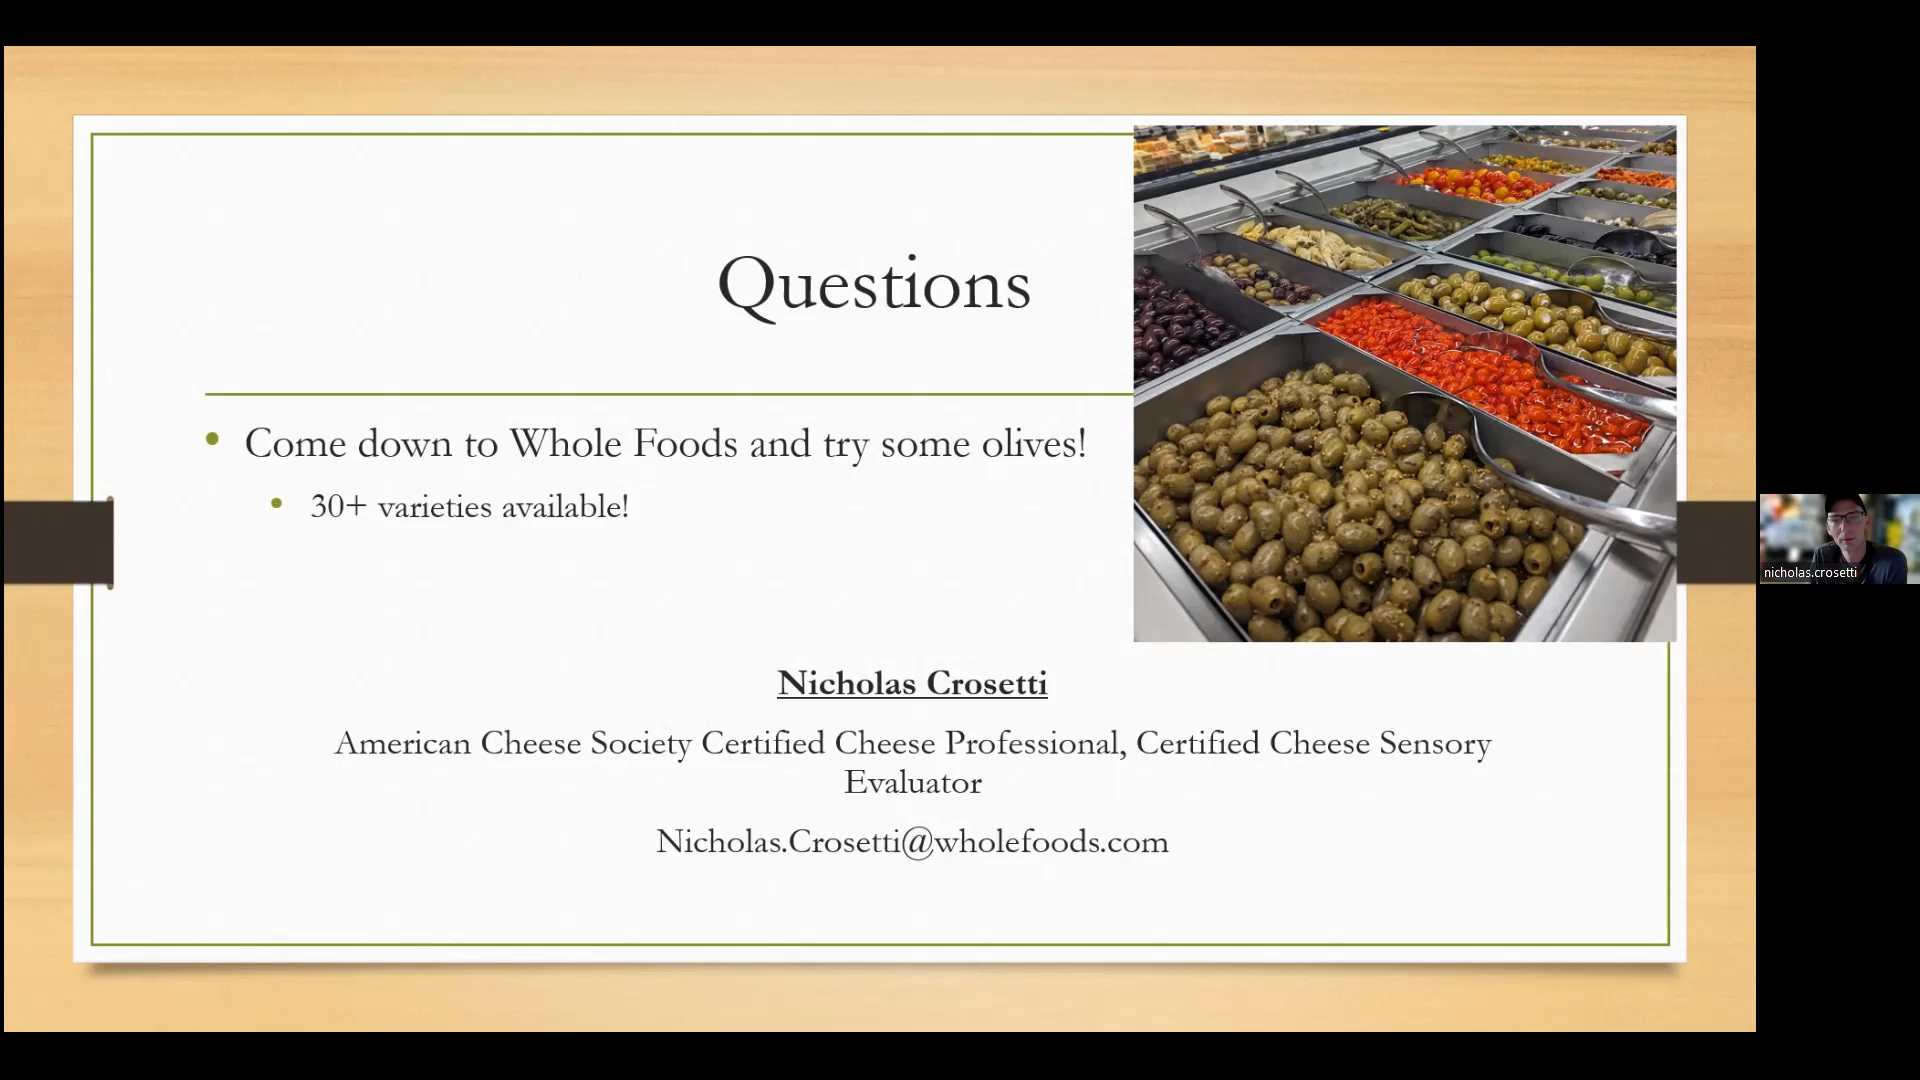 Questions
Come down to Whole Foods and try some olives!
30+ varieties available!
Nicholas Crosetti
American Cheese Society Certified Cheese Professional, Certified Cheese Sensory
Evaluator
Nicholas.Crosetti@wholefoods.com
nicholas.crosetti